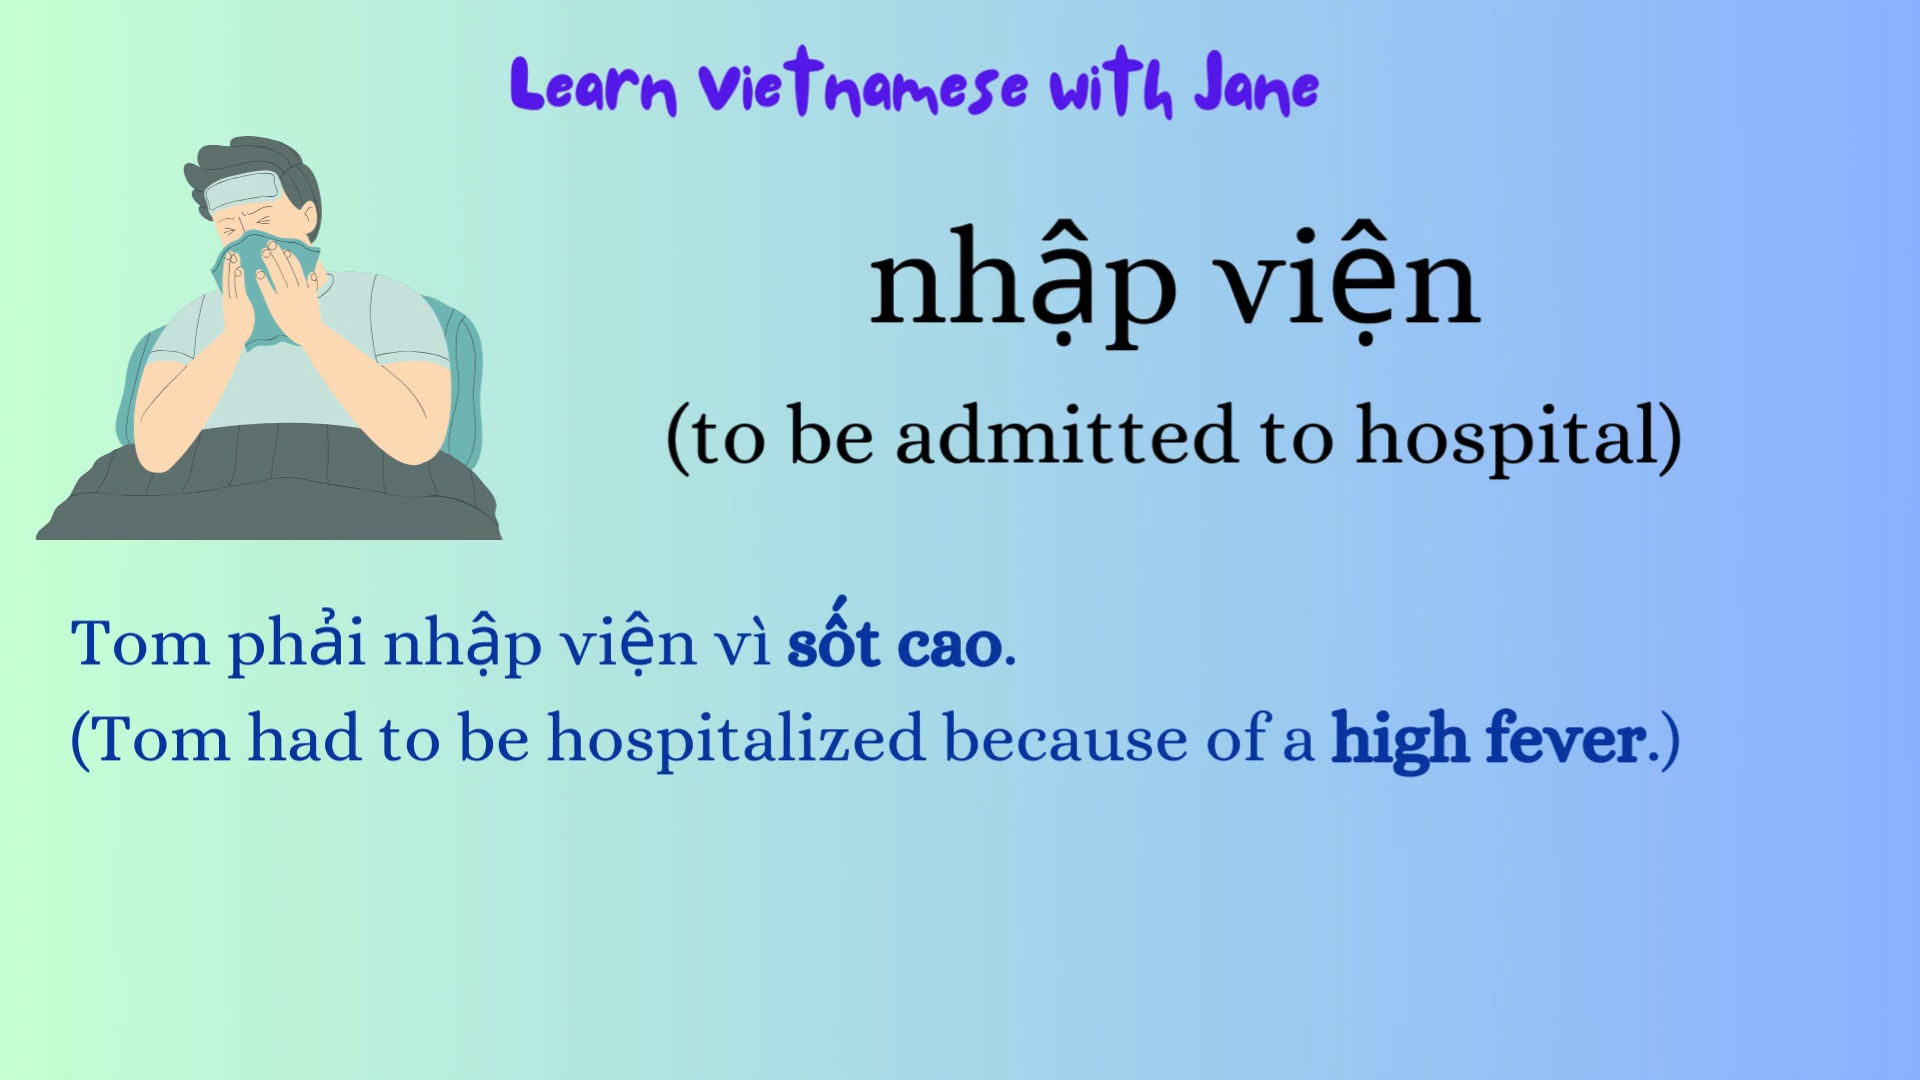 Learn Vietnamese with Jane
nhập viện
(to be admitted to hospital)
Tom phải nhập viện vì sốt cao.
(Tom had to be hospitalized because of a high fever.)